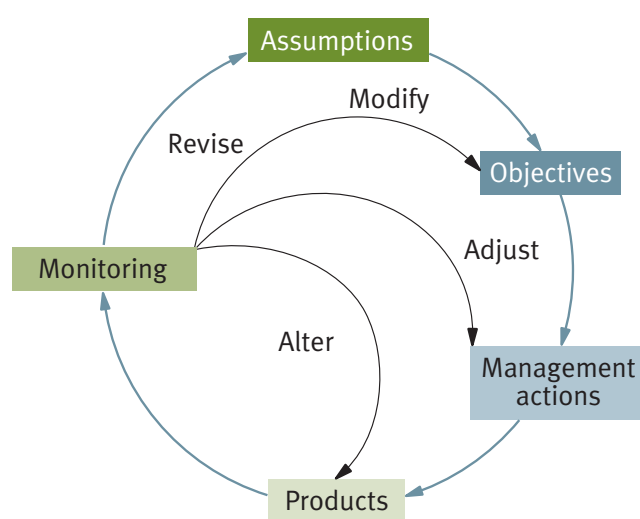 Assumptions
Modify
Revise
Objectives
Adjust
Monitoring
Alter
Management
actions
Products